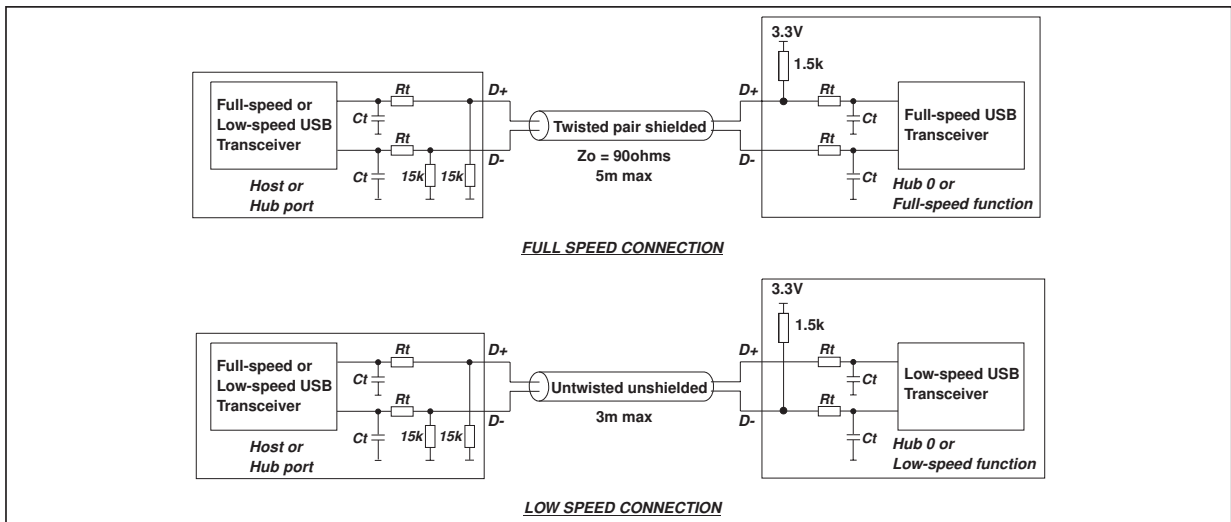 3.3V
1.5k
D+
Rt
D+
Rt
Full-speed or
Low-speed USB
Transceiver
Ct
Twisted pair shielded
Ct
Full-speed USB
Transceiver
Rt
D-
Zo = 90ohms
5m max
D-
Rt
Ct
15k
15k
Ct
Host or
Hub port
Hub 0 or
Full-speed function
FULL SPEED CONNECTION
3.3V
1.5k
D+
Rt
D+
Rt
Full-speed or
Low-speed USB
Transceiver
Ct
Untwisted unshielded
Ct
Low-speed USB
Transceiver
Rt
D-
3m max
D-
Rt
Ct
15k
15k
Ct
Host or
Hub port
Hub 0 or
Low-speed function
LOW SPEED CONNECTION